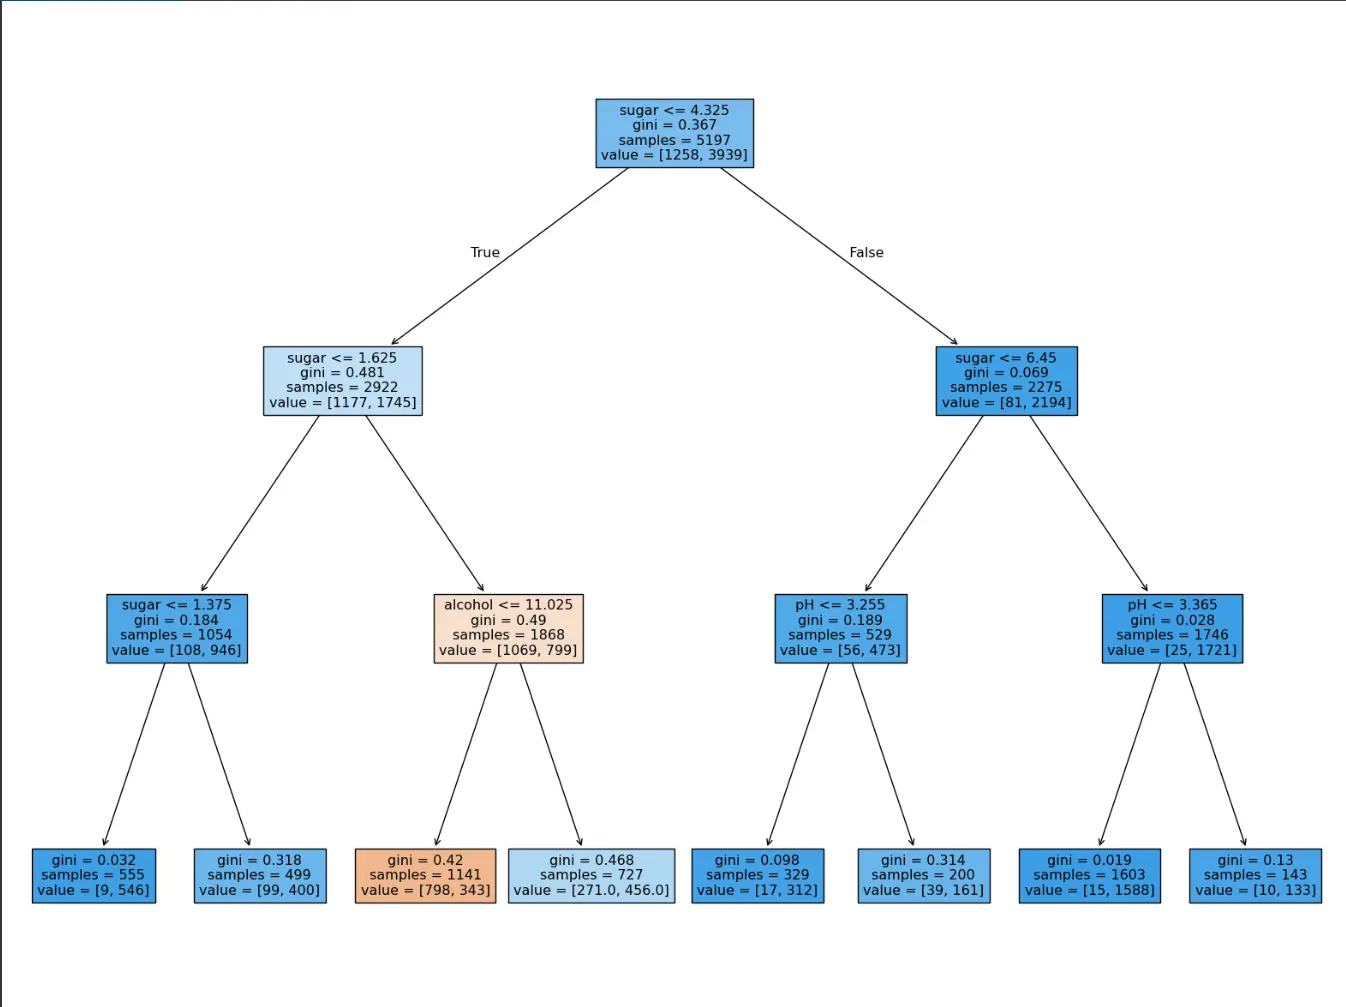 sugar <= 4.325
gini = 0.367
samples = 5197
value = [1258, 3939]
True
False
sugar <= 1.625
gini = 0.481
samples = 2922
value = [1177, 1745]
sugar <= 6.45
gini = 0.069
samples = 2275
value = [81, 2194]
sugar <= 1.375
gini = 0.184
samples = 1054
value = [108, 946]
alcohol <= 11.025
gini = 0.49
samples = 1868
value = [1069, 799]
pH <= 3.255
gini = 0.189
samples = 529
value = [56, 473]
pH <= 3.365
gini = 0.028
samples = 1746
value = [25, 1721]
gini = 0.032
samples = 555
value = [9, 546]
gini = 0.318
samples = 499
value = [99, 400]
gini = 0.42
samples = 1141
value = [798, 343]
gini = 0.468
samples = 727
value = [271.0, 456.0]
gini = 0.098
samples = 329
value = [17, 312]
gini = 0.314
samples = 200
value = [39, 161]
gini = 0.019
samples = 1603
value = [15, 1588]
gini = 0.13
samples = 143
value = [10, 133]